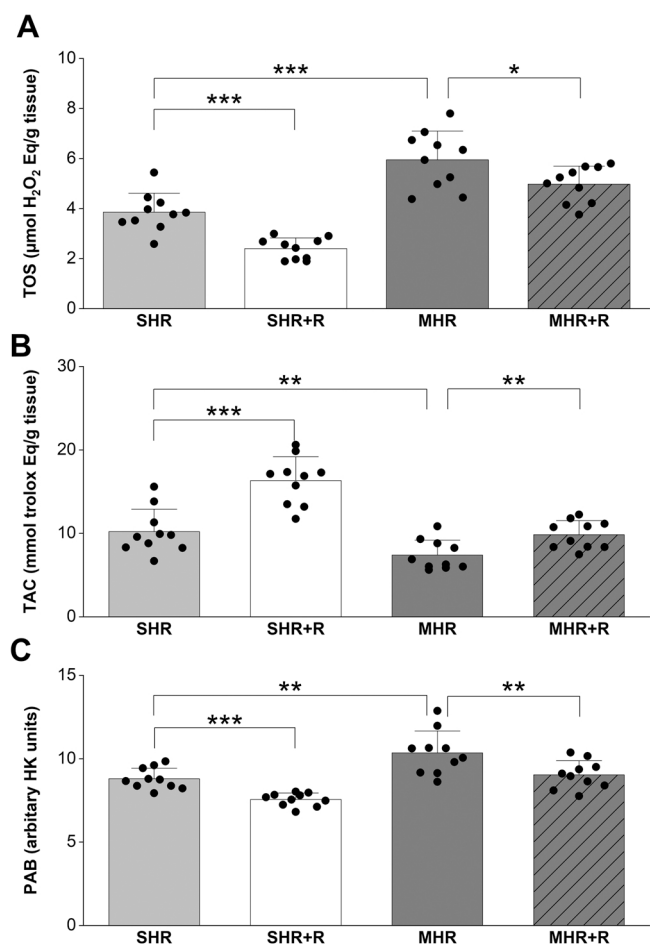 A
TOS (µmol H₂O₂ Eq/g tissue)
10
8
6
4
2
0
***
*
***
SHR SHR+R MHR MHR+R
B
TAC (mmol trolox Eq/g tissue)
30
20
10
0
**
**
***
SHR SHR+R MHR MHR+R
C
PAB (arbitary HK units)
15
10
5
0
**
**
***
SHR SHR+R MHR MHR+R